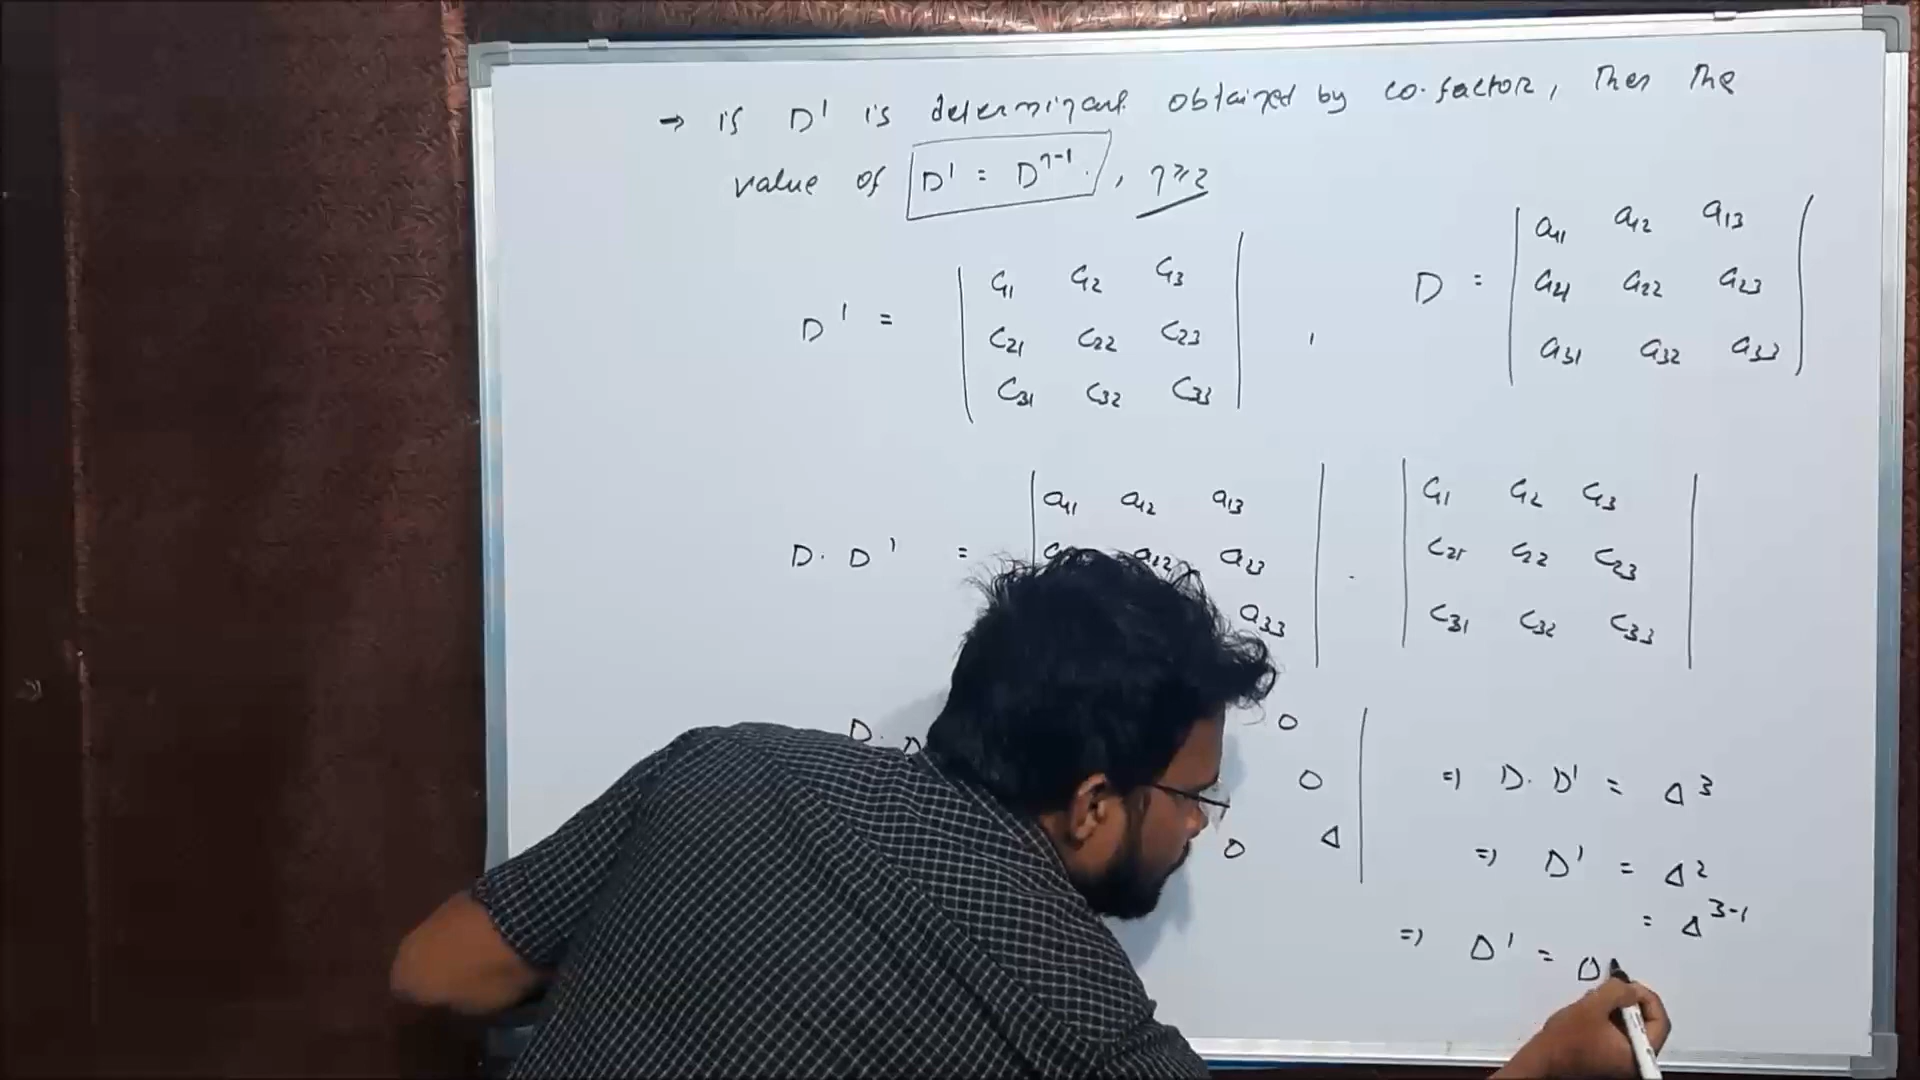 → if D' is determinant obtained by co-factor, Then The
value of D' = D^n-1. , n≥2
D' = | C11 C12 C13 | , D = | a11 a12 a13 |
| C21 C22 C23 | | a21 a22 a23 |
| C31 C32 C33 | | a31 a32 a33 |
D. D' = | a11 a12 a13 | . | C11 C12 C13 |
a23 | | C21 C22 C23 |
a33 | | C31 C32 C33 |
D. D
0 |
0 | ⇒ D. D' = Δ^3
0 Δ | ⇒ D' = Δ^2
= Δ^3-1
⇒ D' = D